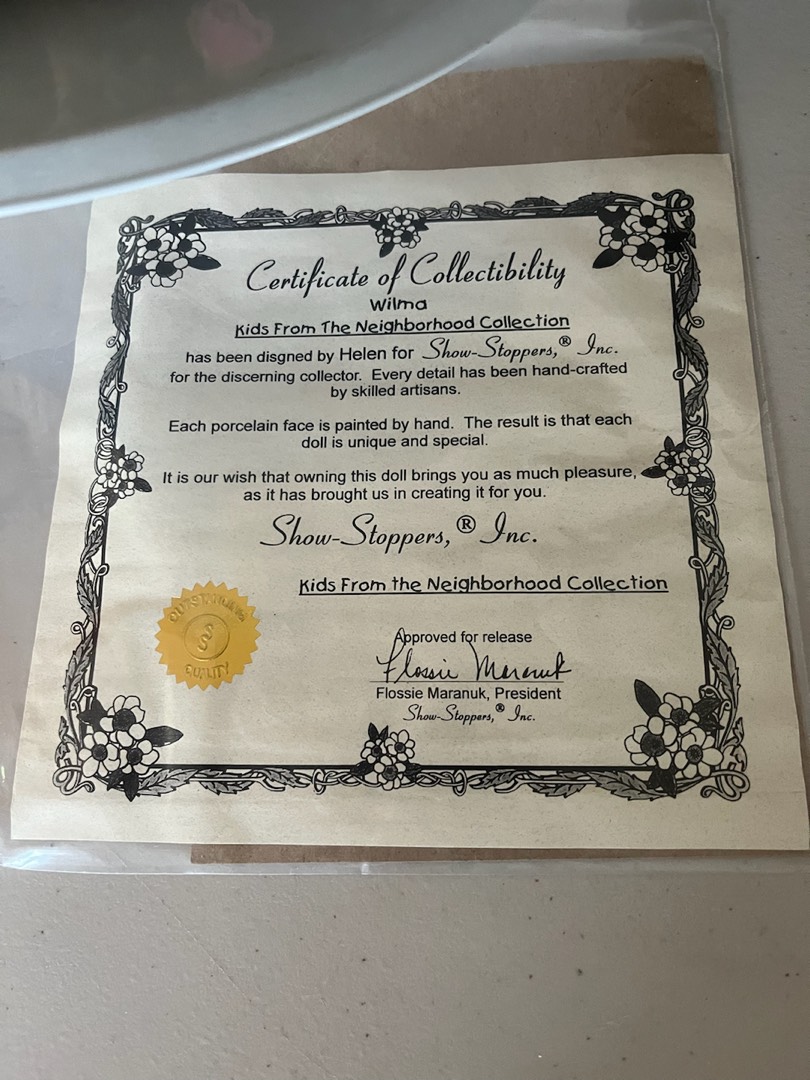 Certificate of Collectibility
Wilma
Kids From The Neighborhood Collection
has been disgned by Helen for Show-Stoppers,® Inc.
for the discerning collector. Every detail has been hand-crafted
by skilled artisans.
Each porcelain face is painted by hand. The result is that each
doll is unique and special.
It is our wish that owning this doll brings you as much pleasure,
as it has brought us in creating it for you.
Show-Stoppers,® Inc.
Kids From the Neighborhood Collection
OUTSTANDING
S
QUALITY
Approved for release
Flossie Maranuk
Flossie Maranuk, President
Show-Stoppers,® Inc.